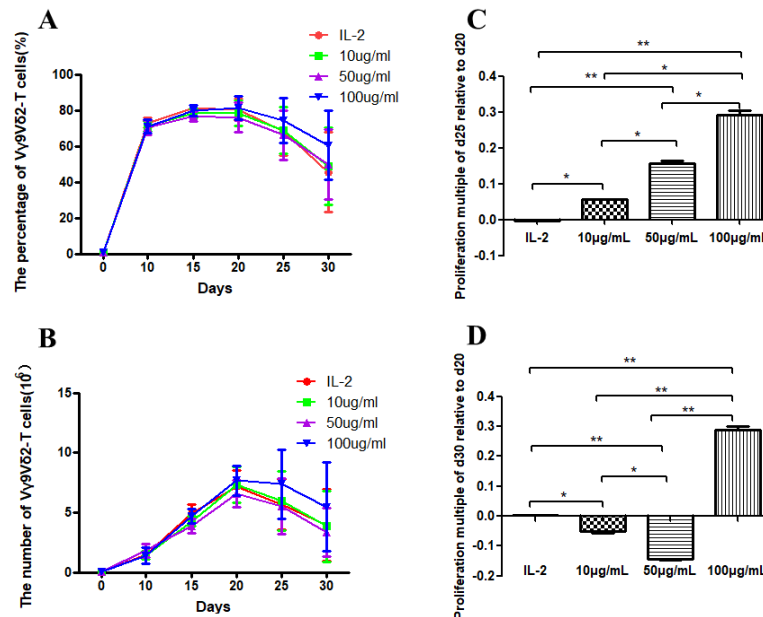 A
IL-2
10ug/ml
50ug/ml
100ug/ml
The percentage of Vγ9Vδ2-T cells(%)
100
80
60
40
20
0
0 10 15 20 25 30
Days
B
IL-2
10ug/ml
50ug/ml
100ug/ml
The number of Vγ9Vδ2-T cells(10⁶)
15
10
5
0
0 10 15 20 25 30
Days
C
Proliferation multiple of d25 relative to d20
**
*
**
*
*
*
0.4
0.3
0.2
0.1
0.0
-0.1
IL-2 10µg/mL 50µg/mL 100µg/mL
D
Proliferation multiple of d30 relative to d20
**
**
**
**
*
*
0.4
0.3
0.2
0.1
0.0
-0.1
-0.2
IL-2 10µg/mL 50µg/mL 100µg/mL